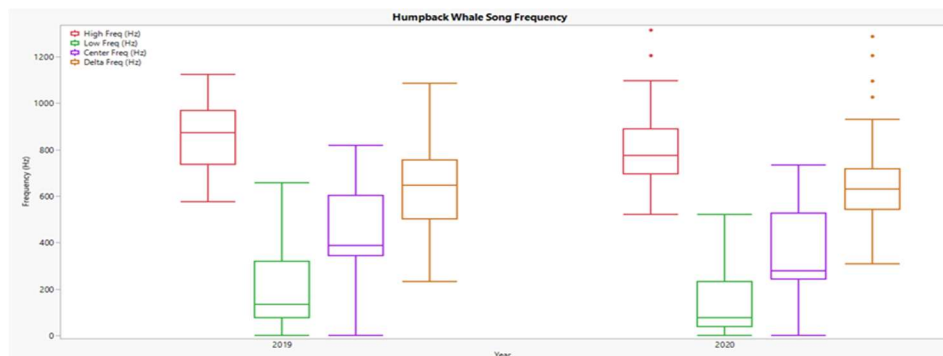 Humpback Whale Song Frequency
High Freq (Hz)
Low Freq (Hz)
Center Freq (Hz)
Delta Freq (Hz)
Frequency (Hz)
1200
1000
800
600
400
200
0
2019
2020
Year